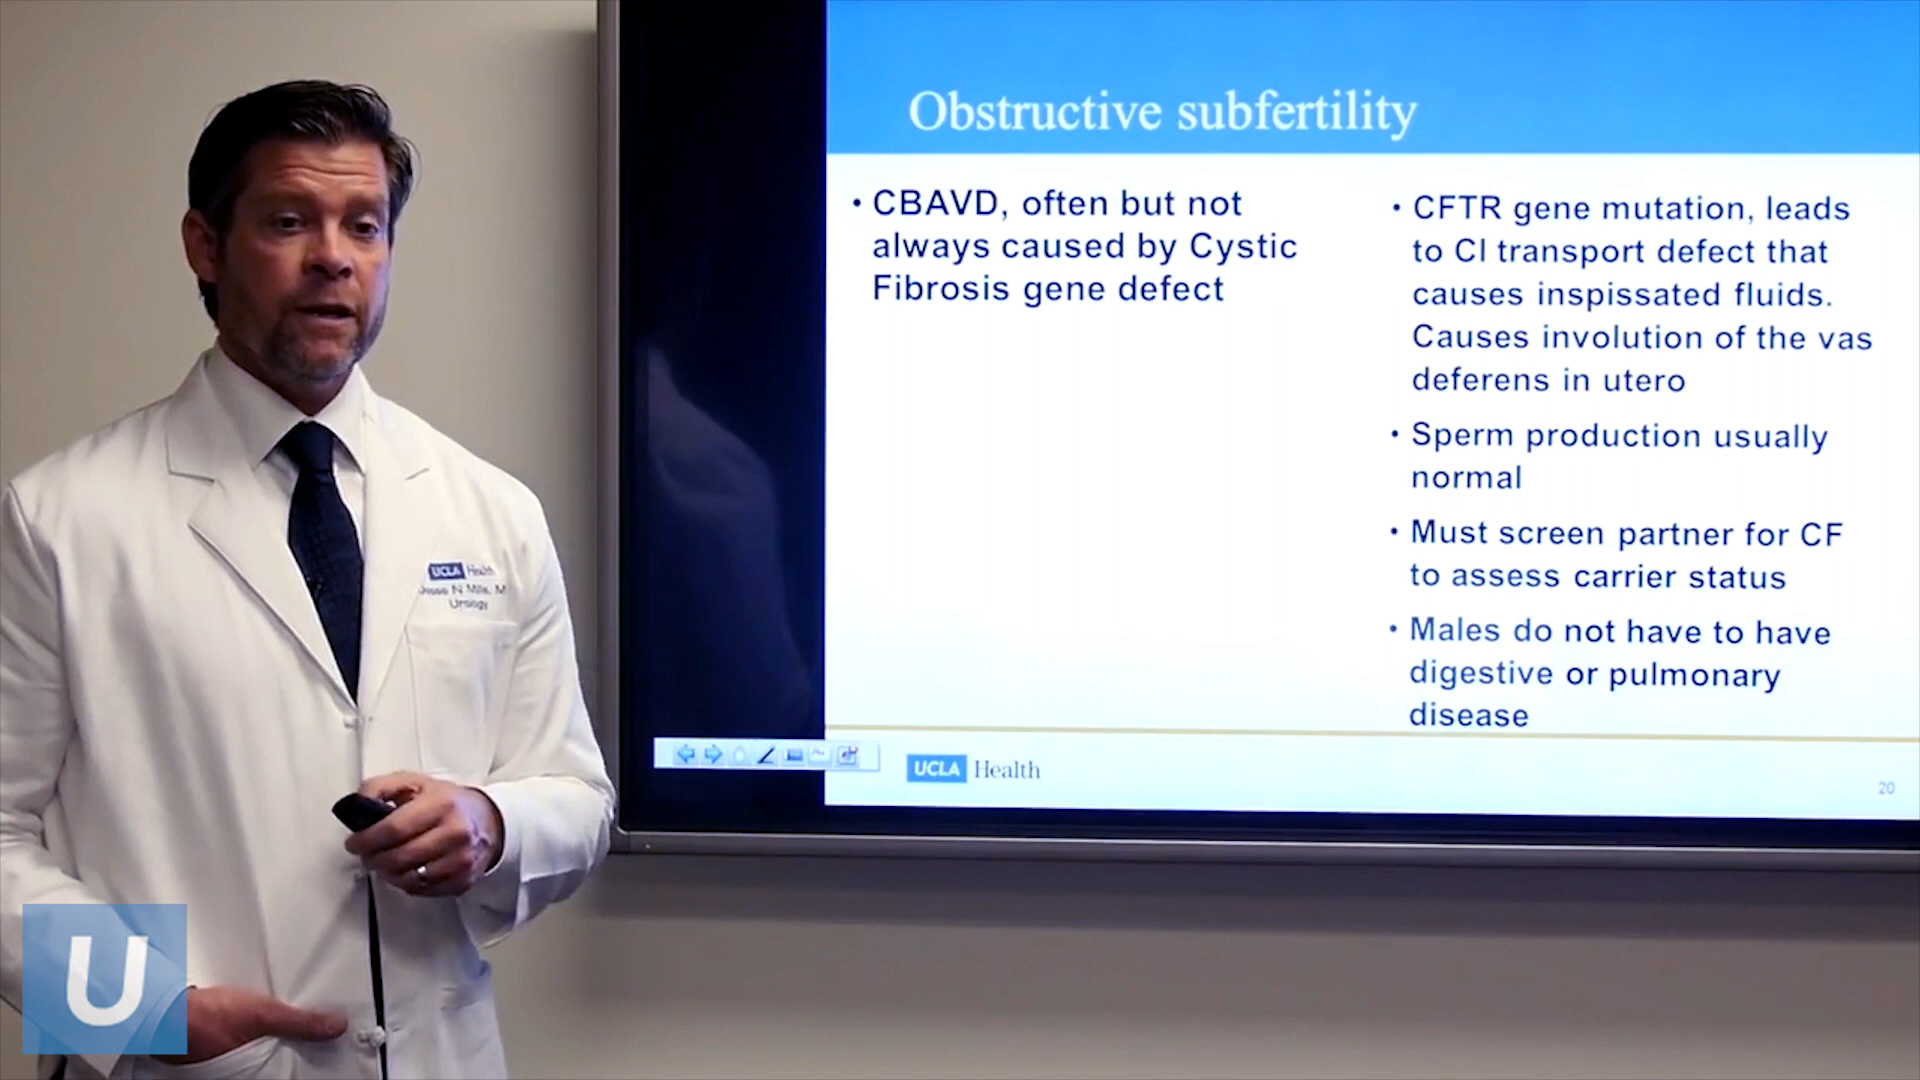 Obstructive subfertility
• CBAVD, often but not
always caused by Cystic
Fibrosis gene defect
• CFTR gene mutation, leads
to Cl transport defect that
causes inspissated fluids.
Causes involution of the vas
deferens in utero
• Sperm production usually
normal
• Must screen partner for CF
to assess carrier status
• Males do not have to have
digestive or pulmonary
disease
UCLA Health
20
UCLA Health
Jesse N Mills, M
Urology
U